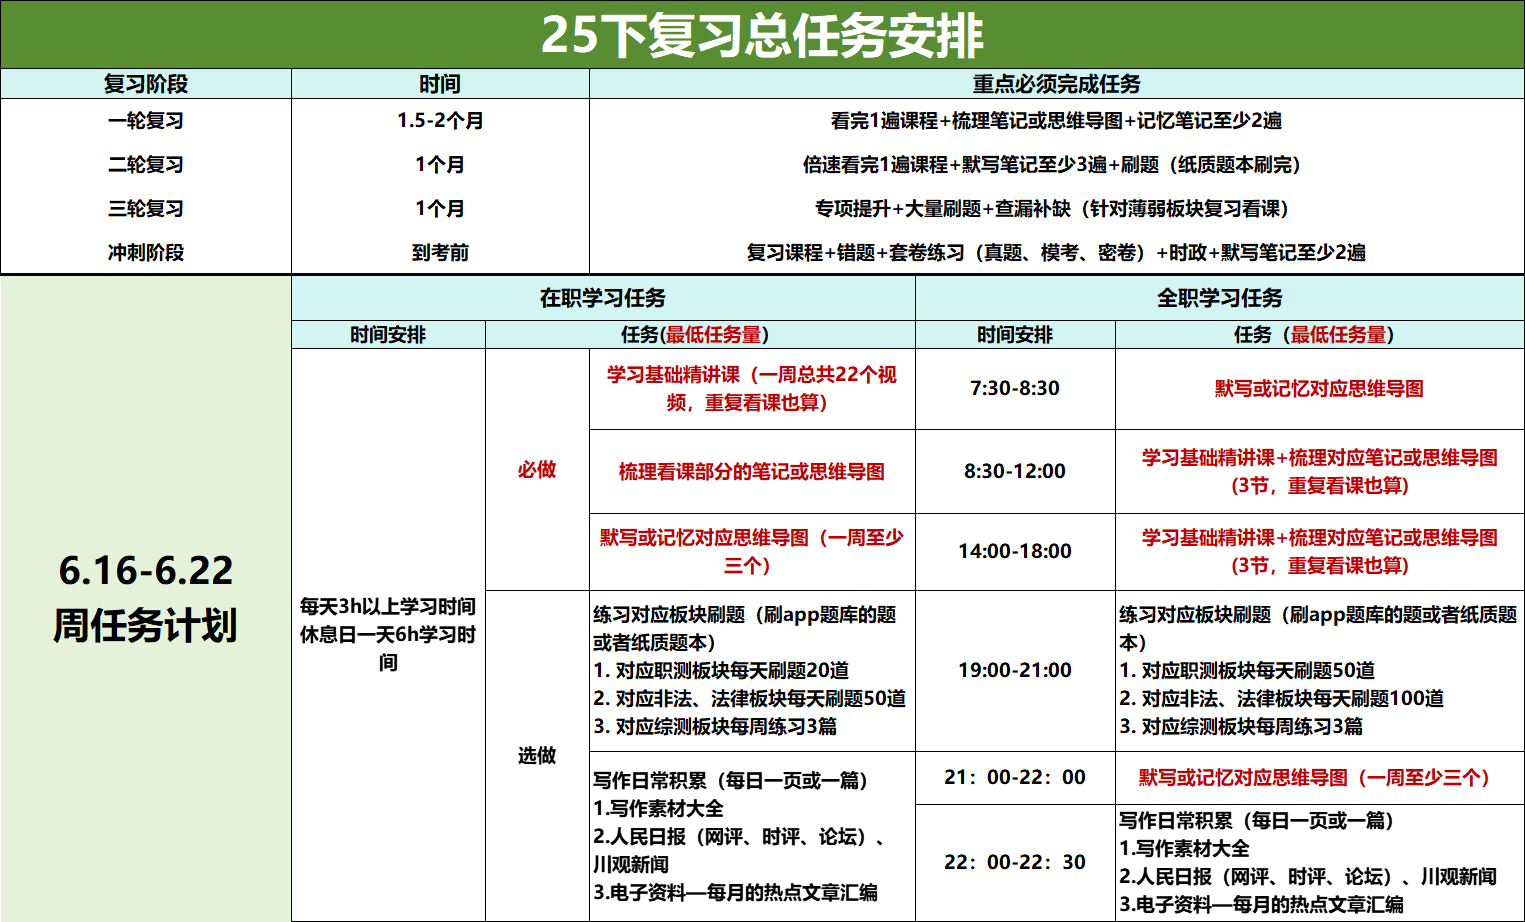 25下复习总任务安排
复习阶段 时间 重点必须完成任务
一轮复习 1.5-2个月 看完1遍课程+梳理笔记或思维导图+记忆笔记至少2遍
二轮复习 1个月 倍速看完1遍课程+默写笔记至少3遍+刷题（纸质题本刷完）
三轮复习 1个月 专项提升+大量刷题+查漏补缺（针对薄弱板块复习看课）
冲刺阶段 到考前 复习课程+错题+套卷练习（真题、模考、密卷）+时政+默写笔记至少2遍
6.16-6.22
周任务计划
在职学习任务 全职学习任务
时间安排 任务(最低任务量) 时间安排 任务（最低任务量）
每天3h以上学习时间
休息日一天6h学习时
间
必做
学习基础精讲课（一周总共22个视
频，重复看课也算）
梳理看课部分的笔记或思维导图
默写或记忆对应思维导图（一周至少
三个）
选做
练习对应板块刷题（刷app题库的题
或者纸质题本）
1. 对应职测板块每天刷题20道
2. 对应非法、法律板块每天刷题50道
3. 对应综测板块每周练习3篇
写作日常积累（每日一页或一篇）
1.写作素材大全
2.人民日报（网评、时评、论坛）、
川观新闻
3.电子资料—每月的热点文章汇编
7:30-8:30
默写或记忆对应思维导图
8:30-12:00
学习基础精讲课+梳理对应笔记或思维导图
(3节，重复看课也算)
14:00-18:00
学习基础精讲课+梳理对应笔记或思维导图
(3节，重复看课也算)
19:00-21:00
练习对应板块刷题（刷app题库的题或者纸质题
本）
1. 对应职测板块每天刷题50道
2. 对应非法、法律板块每天刷题100道
3. 对应综测板块每周练习3篇
21：00-22：00
默写或记忆对应思维导图（一周至少三个）
22：00-22：30
写作日常积累（每日一页或一篇）
1.写作素材大全
2.人民日报（网评、时评、论坛）、川观新闻
3.电子资料—每月的热点文章汇编